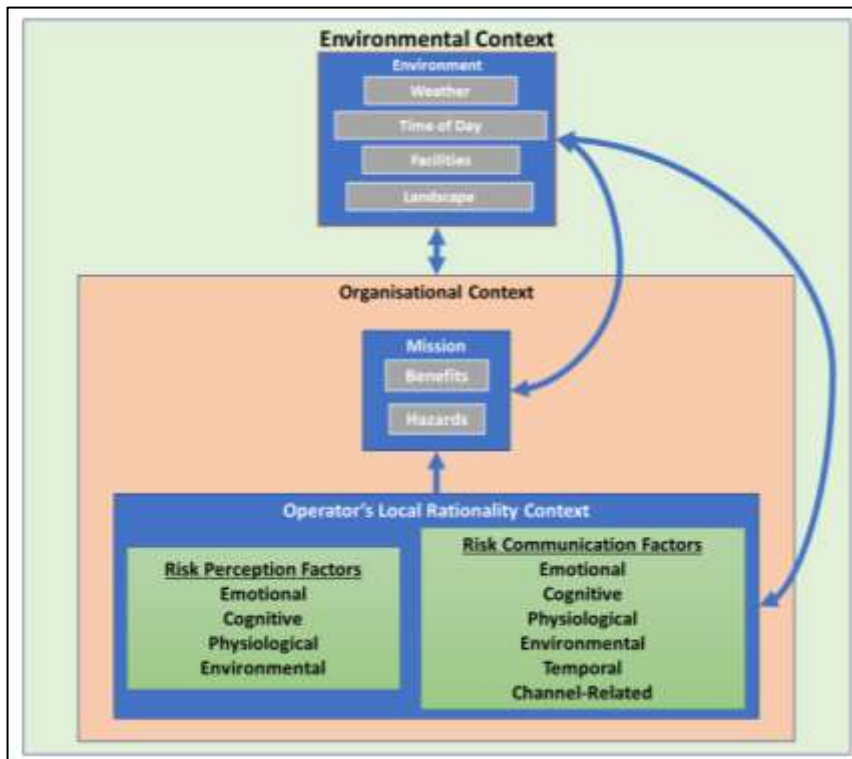 Environmental Context
Environment
Weather
Time of Day
Facilities
Landscape
Organisational Context
Mission
Benefits
Hazards
Operator's Local Rationality Context
Risk Perception Factors
Emotional
Cognitive
Physiological
Environmental
Risk Communication Factors
Emotional
Cognitive
Physiological
Environmental
Temporal
Channel-Related